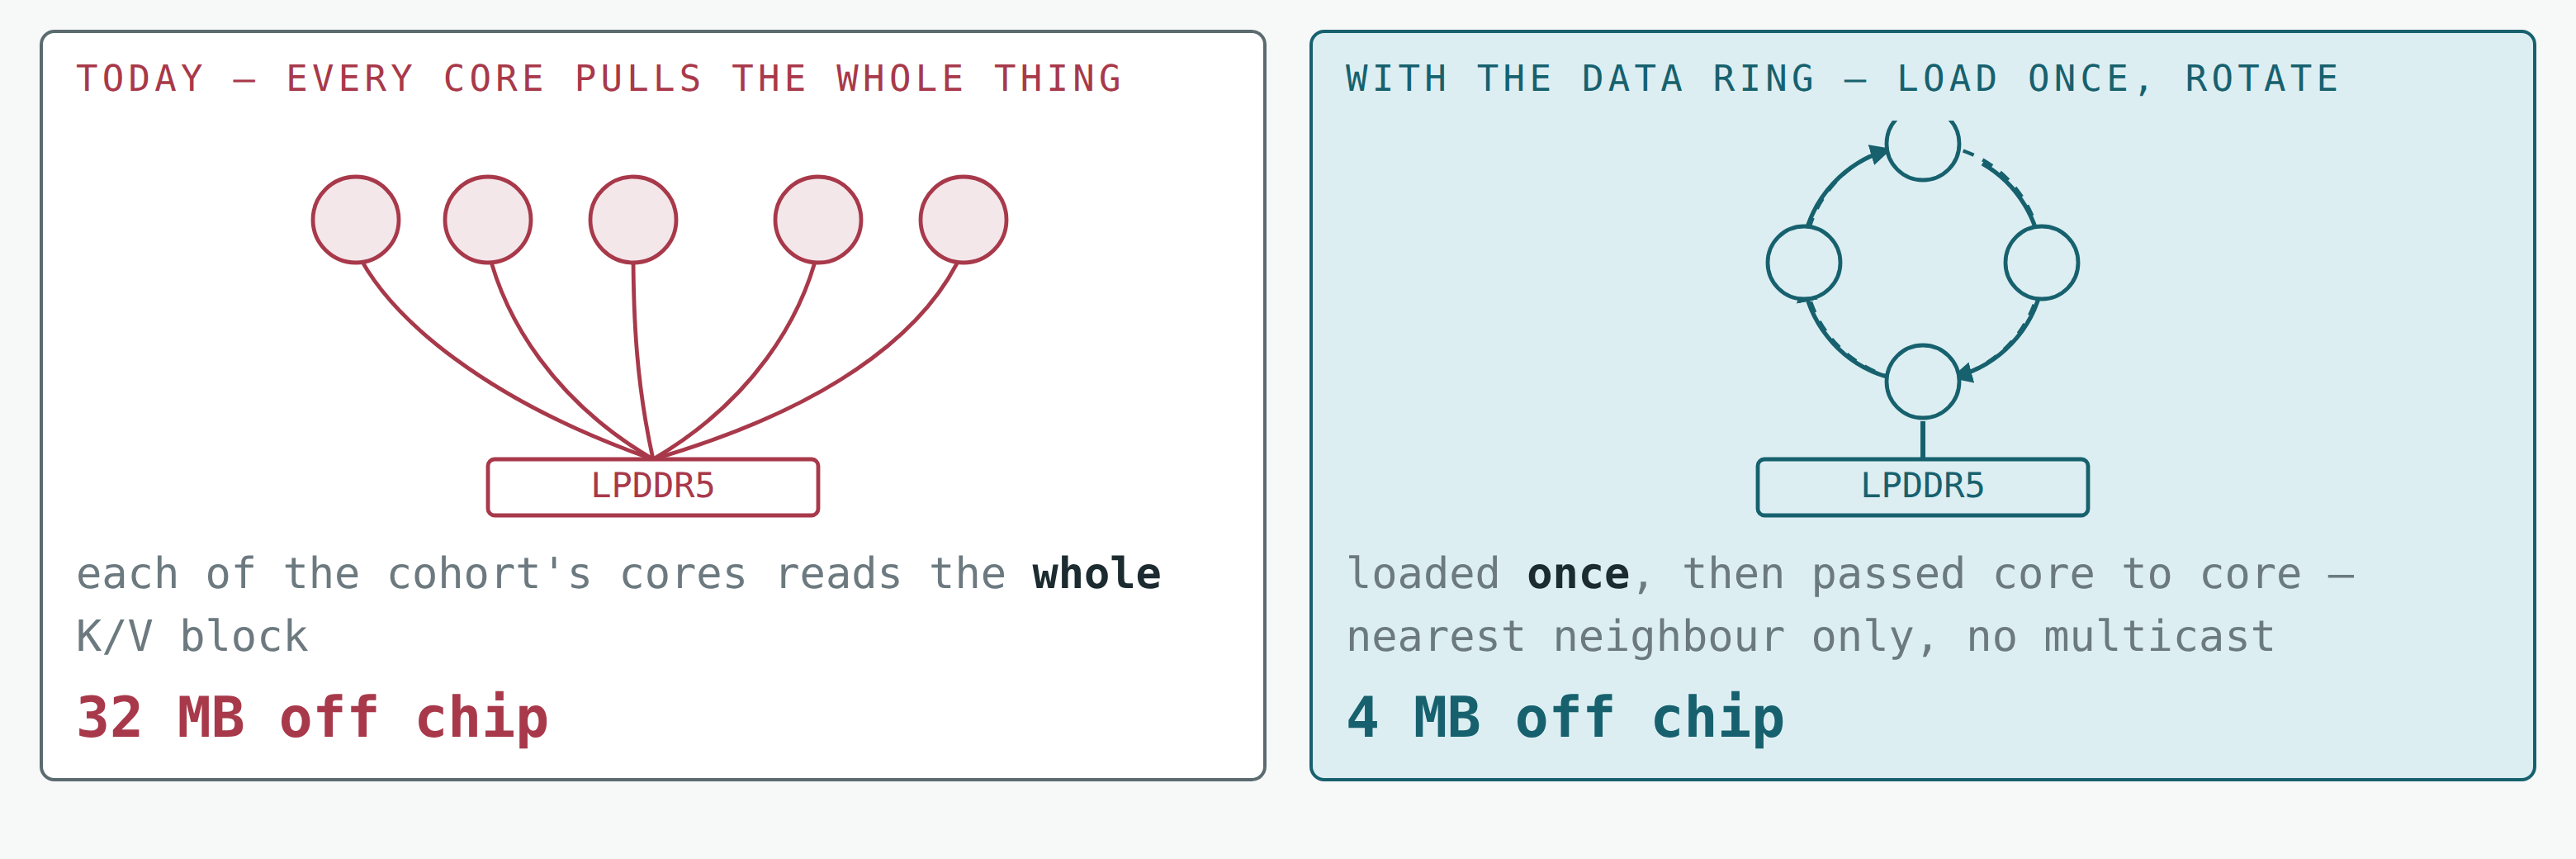 TODAY — EVERY CORE PULLS THE WHOLE THING
LPDDR5
each of the cohort's cores reads the whole
K/V block
32 MB off chip
WITH THE DATA RING — LOAD ONCE, ROTATE
LPDDR5
loaded once, then passed core to core —
nearest neighbour only, no multicast
4 MB off chip